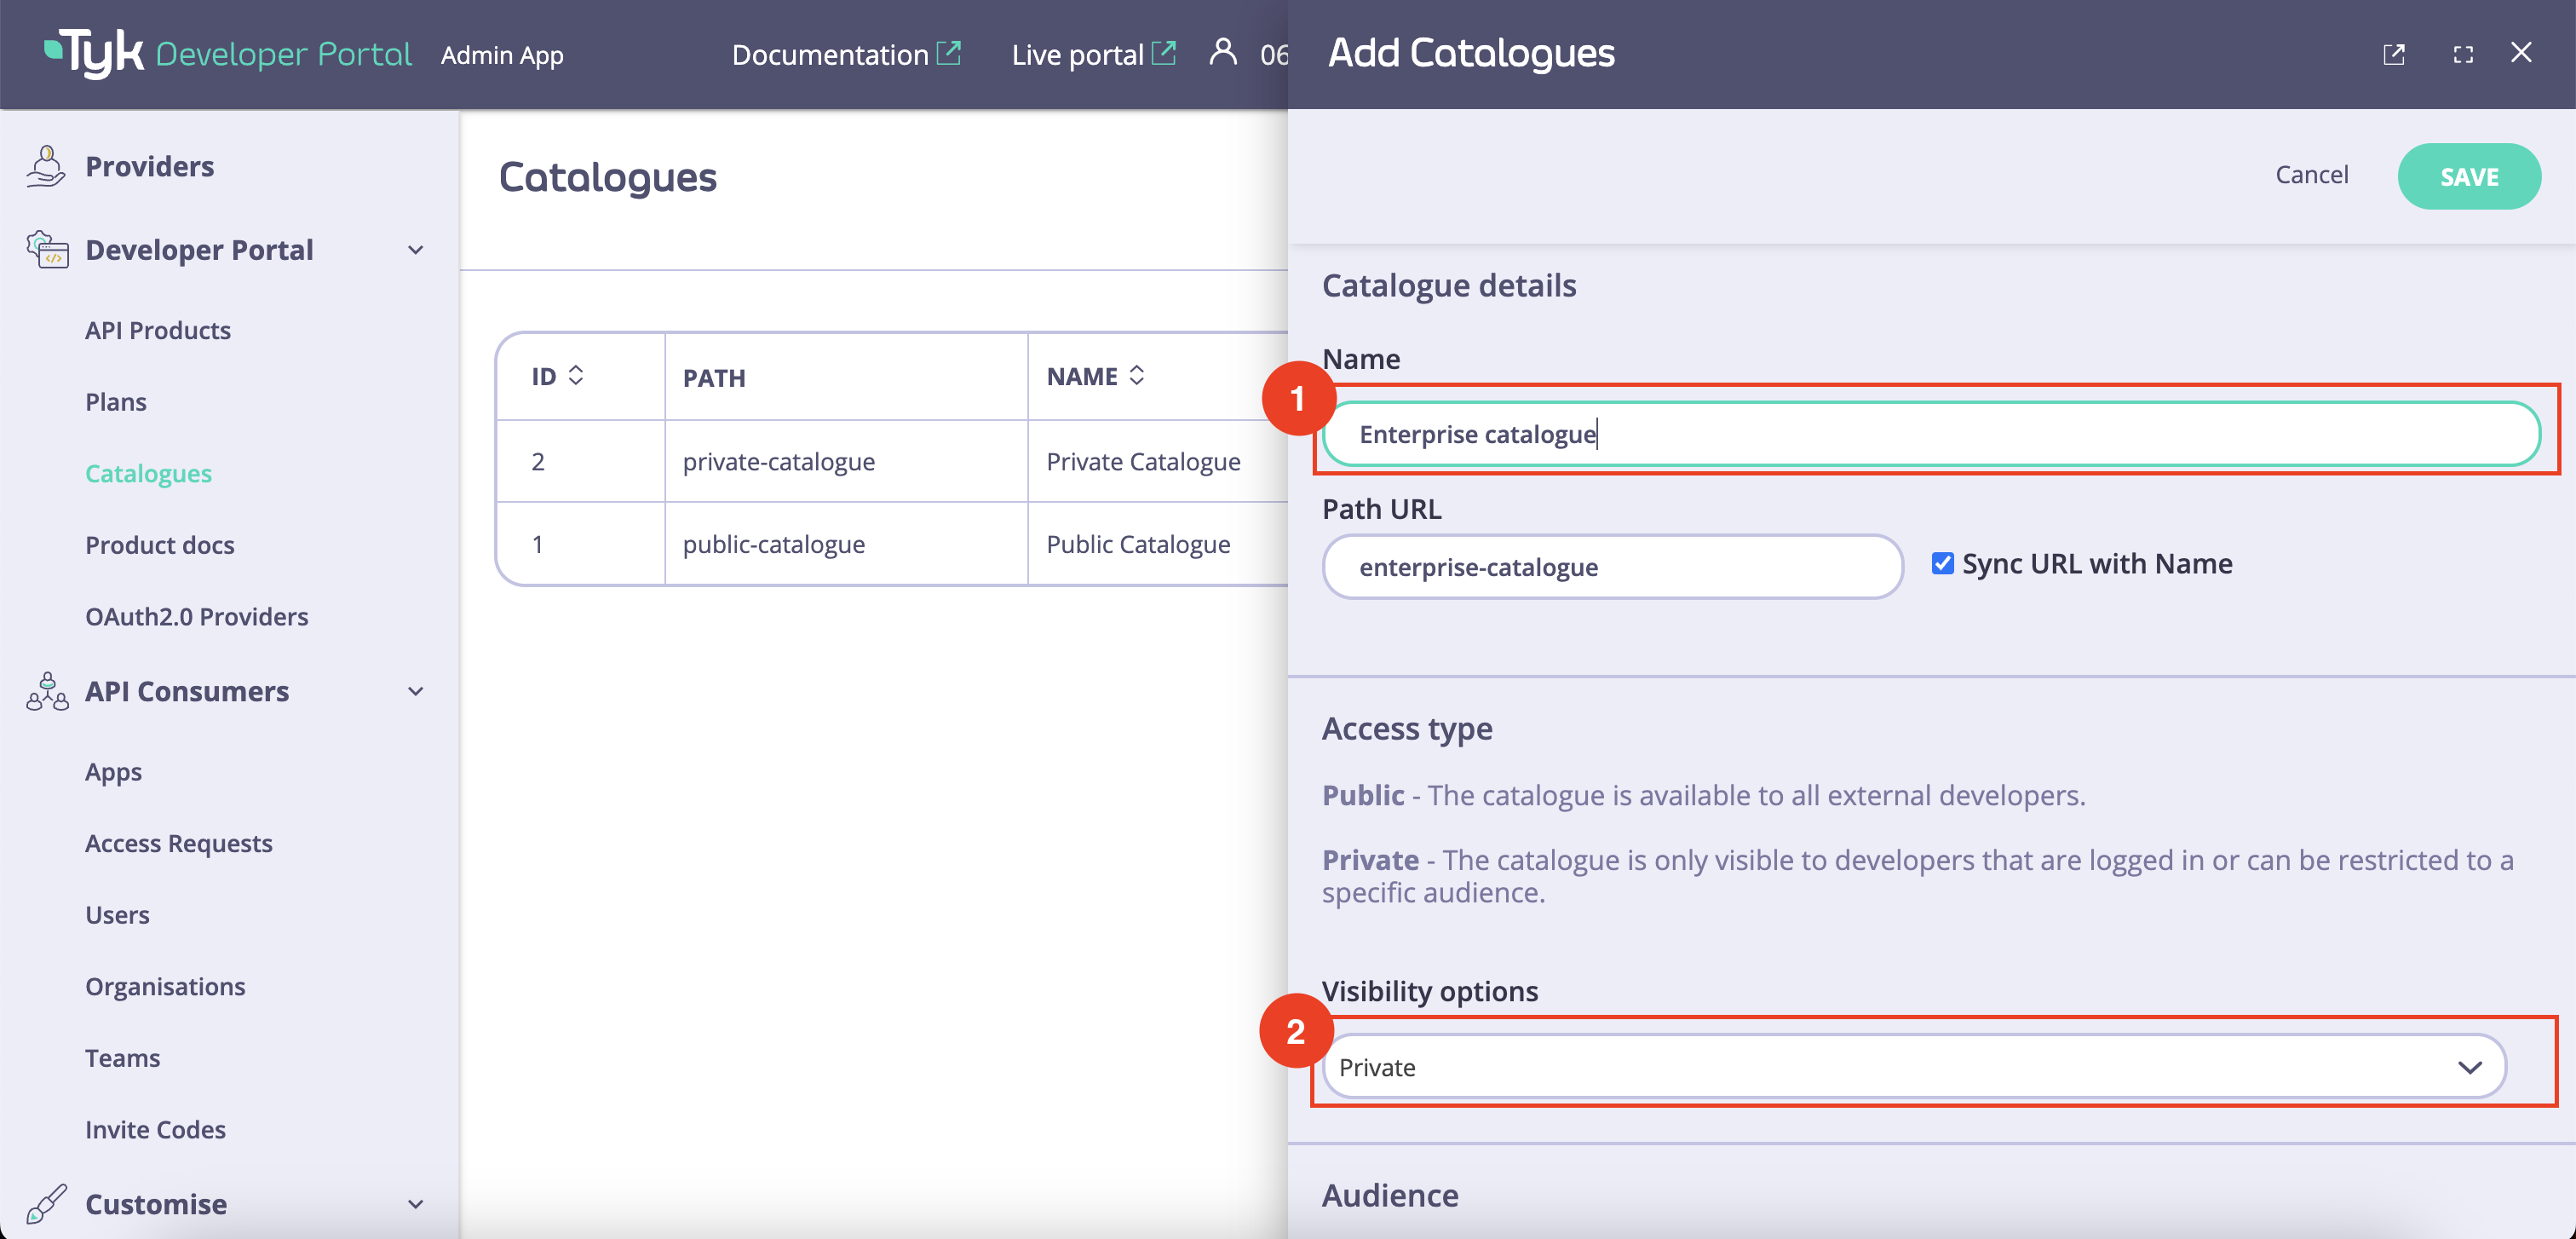 Tyk Developer Portal Admin App Documentation Live portal 06
Add Catalogues
Cancel SAVE
Providers
Developer Portal
API Products
Plans
Catalogues
Product docs
OAuth2.0 Providers
API Consumers
Apps
Access Requests
Users
Organisations
Teams
Invite Codes
Customise
Catalogues
ID PATH NAME
2 private-catalogue Private Catalogue
1 public-catalogue Public Catalogue
Catalogue details
Name
1
Enterprise catalogue
Path URL
enterprise-catalogue Sync URL with Name
Access type
Public - The catalogue is available to all external developers.
Private - The catalogue is only visible to developers that are logged in or can be restricted to a
specific audience.
Visibility options
2
Private
Audience